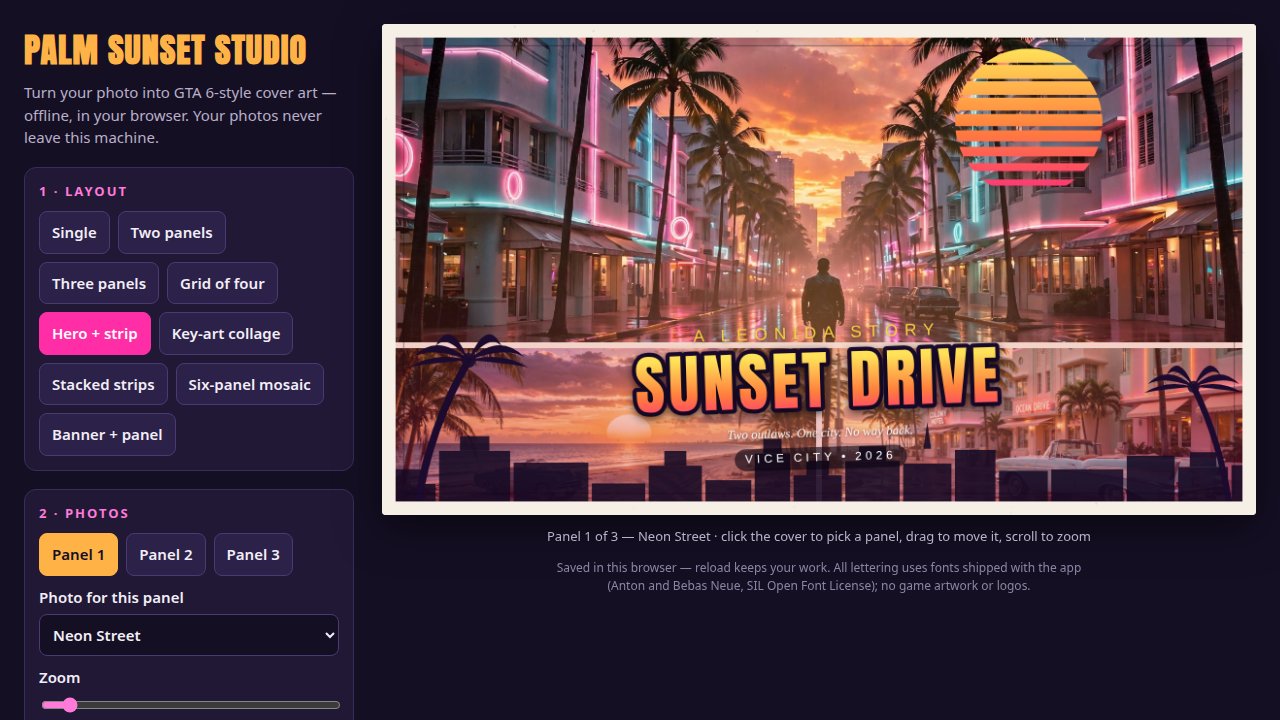 PALM SUNSET STUDIO
Turn your photo into GTA 6-style cover art —
offline, in your browser. Your photos never
leave this machine.
1 · LAYOUT
Single
Two panels
Three panels
Grid of four
Hero + strip
Key-art collage
Stacked strips
Six-panel mosaic
Banner + panel
2 · PHOTOS
Panel 1
Panel 2
Panel 3
Photo for this panel
Neon Street
Zoom
A LEONIDA STORY
SUNSET DRIVE
OCEAN DRIVE
Two outlaws. One city. No way back.
VICE CITY • 2026
Panel 1 of 3 — Neon Street · click the cover to pick a panel, drag to move it, scroll to zoom
Saved in this browser — reload keeps your work. All lettering uses fonts shipped with the app
(Anton and Bebas Neue, SIL Open Font License); no game artwork or logos.